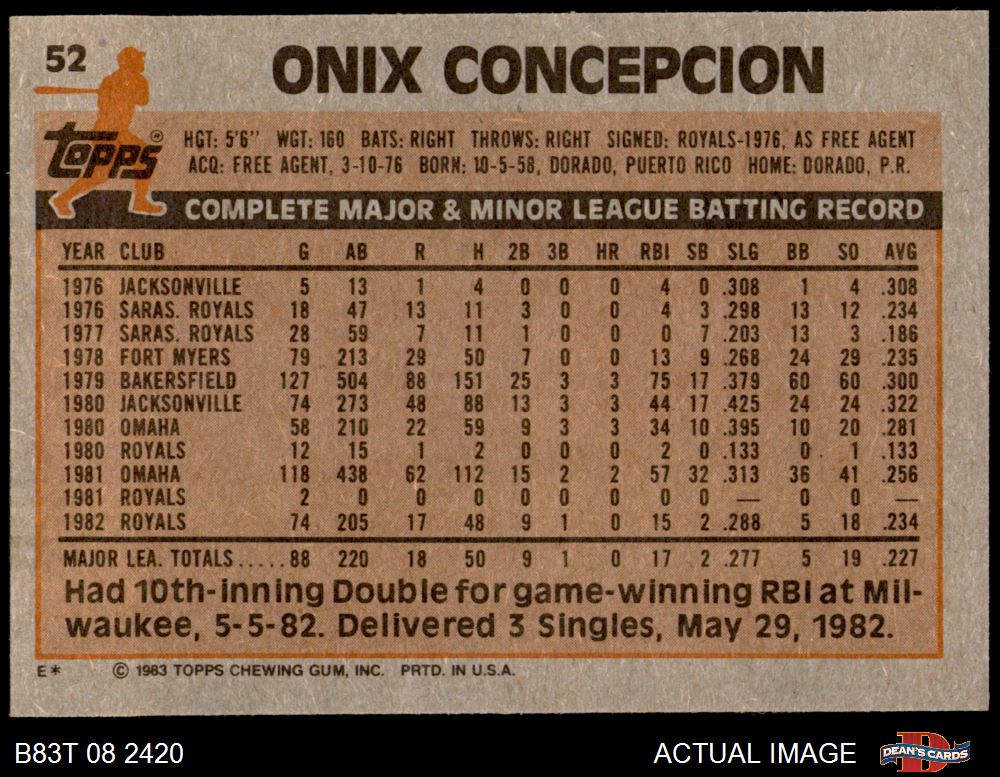 52
ONIX CONCEPCION
Topps®
HGT: 5'6" WGT: 160 BATS: RIGHT THROWS: RIGHT SIGNED: ROYALS-1976, AS FREE AGENT
ACQ: FREE AGENT, 3-10-76 BORN: 10-5-58, DORADO, PUERTO RICO HOME: DORADO, P.R.
COMPLETE MAJOR & MINOR LEAGUE BATTING RECORD
YEAR CLUB G AB R H 2B 3B HR RBI SB SLG BB SO AVG
1976 JACKSONVILLE 5 13 1 4 0 0 0 4 0 .308 1 4 .308
1976 SARAS. ROYALS 18 47 13 11 3 0 0 4 3 .298 13 12 .234
1977 SARAS. ROYALS 28 59 7 11 1 0 0 0 7 .203 13 3 .186
1978 FORT MYERS 79 213 29 50 7 0 0 13 9 .268 24 29 .235
1979 BAKERSFIELD 127 504 88 151 25 3 3 75 17 .379 60 60 .300
1980 JACKSONVILLE 74 273 48 88 13 3 3 44 17 .425 24 24 .322
1980 OMAHA 58 210 22 59 9 3 3 34 10 .395 10 20 .281
1980 ROYALS 12 15 1 2 0 0 0 2 0 .133 0 1 .133
1981 OMAHA 118 438 62 112 15 2 2 57 32 .313 36 41 .256
1981 ROYALS 2 0 0 0 0 0 0 0 0 — 0 0 —
1982 ROYALS 74 205 17 48 9 1 0 15 2 .288 5 18 .234
MAJOR LEA. TOTALS.....88 220 18 50 9 1 0 17 2 .277 5 19 .227
Had 10th-inning Double for game-winning RBI at Mil-
waukee, 5-5-82. Delivered 3 Singles, May 29, 1982.
E* © 1983 TOPPS CHEWING GUM, INC. PRTD. IN U.S.A.
B83T 08 2420 ACTUAL IMAGE DEAN'S CARDS